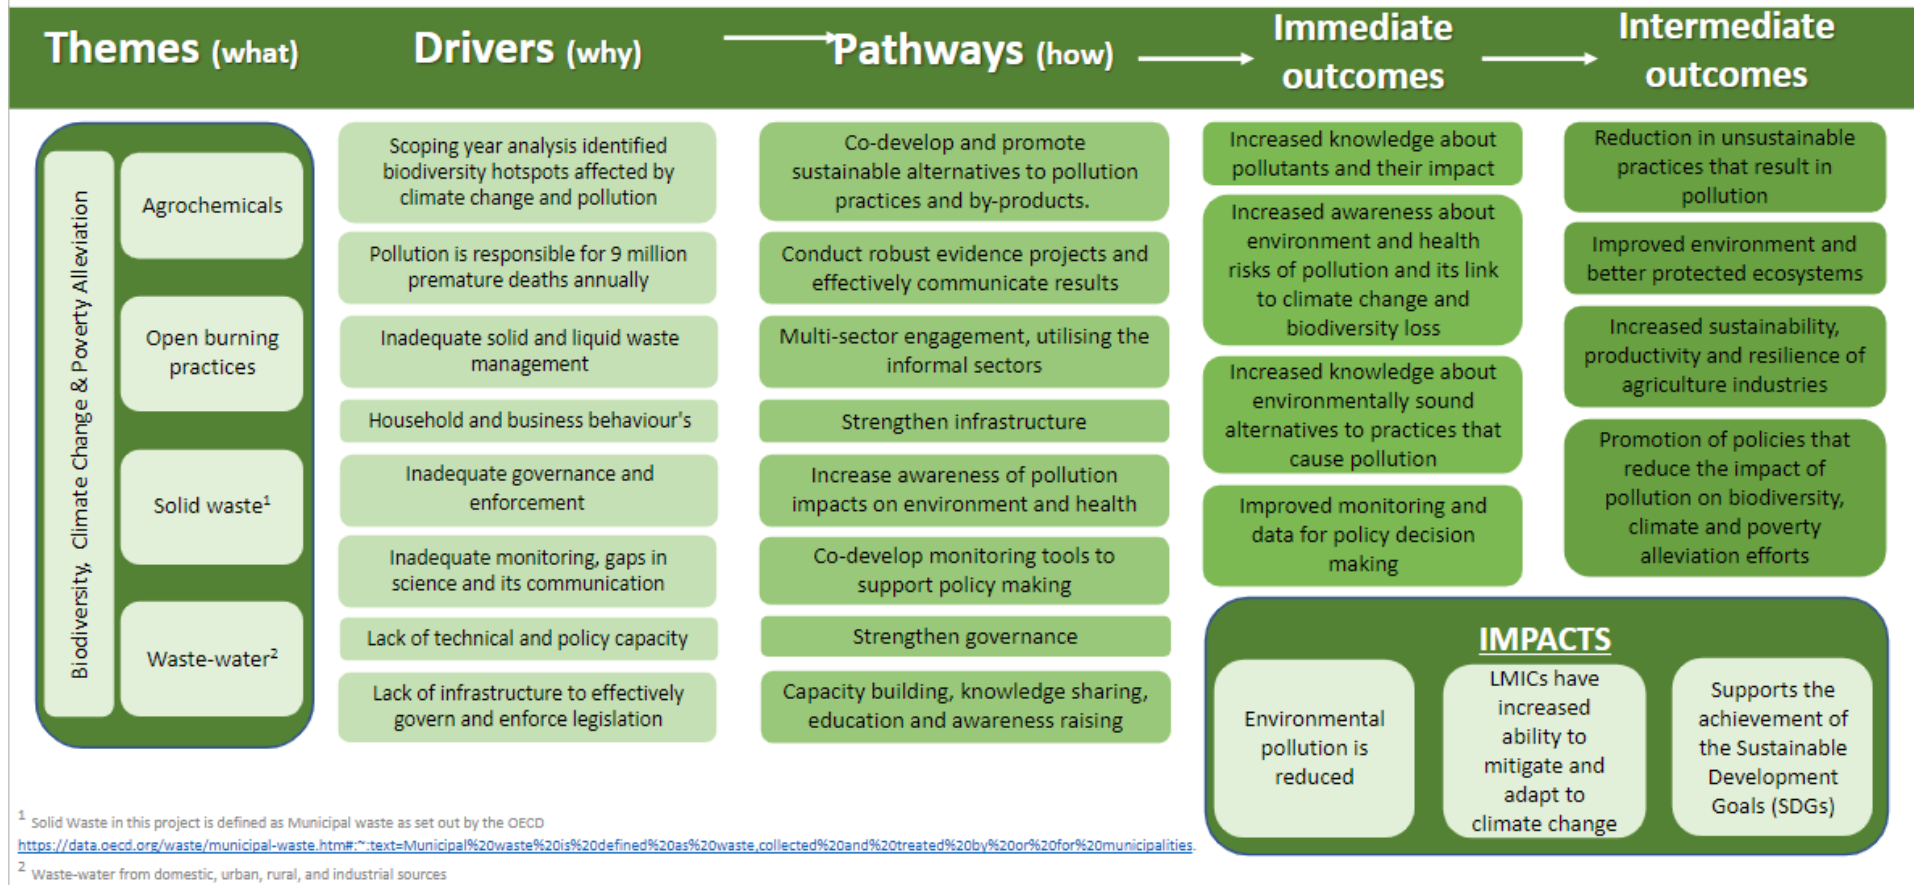 Themes (what)
Drivers (why)
Pathways (how)
Immediate
outcomes
Intermediate
outcomes
Biodiversity, Climate Change & Poverty Alleviation
Agrochemicals
Open burning
practices
Solid waste¹
Waste-water²
Scoping year analysis identified
biodiversity hotspots affected by
climate change and pollution
Pollution is responsible for 9 million
premature deaths annually
Inadequate solid and liquid waste
management
Household and business behaviour's
Inadequate governance and
enforcement
Inadequate monitoring, gaps in
science and its communication
Lack of technical and policy capacity
Lack of infrastructure to effectively
govern and enforce legislation
Co-develop and promote
sustainable alternatives to pollution
practices and by-products.
Conduct robust evidence projects and
effectively communicate results
Multi-sector engagement, utilising the
informal sectors
Strengthen infrastructure
Increase awareness of pollution
impacts on environment and health
Co-develop monitoring tools to
support policy making
Strengthen governance
Capacity building, knowledge sharing,
education and awareness raising
Increased knowledge about
pollutants and their impact
Increased awareness about
environment and health
risks of pollution and its link
to climate change and
biodiversity loss
Increased knowledge about
environmentally sound
alternatives to practices that
cause pollution
Improved monitoring and
data for policy decision
making
Reduction in unsustainable
practices that result in
pollution
Improved environment and
better protected ecosystems
Increased sustainability,
productivity and resilience of
agriculture industries
Promotion of policies that
reduce the impact of
pollution on biodiversity,
climate and poverty
alleviation efforts
IMPACTS
Environmental
pollution is
reduced
LMICs have
increased
ability to
mitigate and
adapt to
climate change
Supports the
achievement of
the Sustainable
Development
Goals (SDGs)
¹ Solid Waste in this project is defined as Municipal waste as set out by the OECD
https://data.oecd.org/waste/municipal-waste.htm#:~:text=Municipal%20waste%20is%20defined%20as%20waste,collected%20and%20treated%20by%20or%20for%20municipalities.
² Waste-water from domestic, urban, rural, and industrial sources